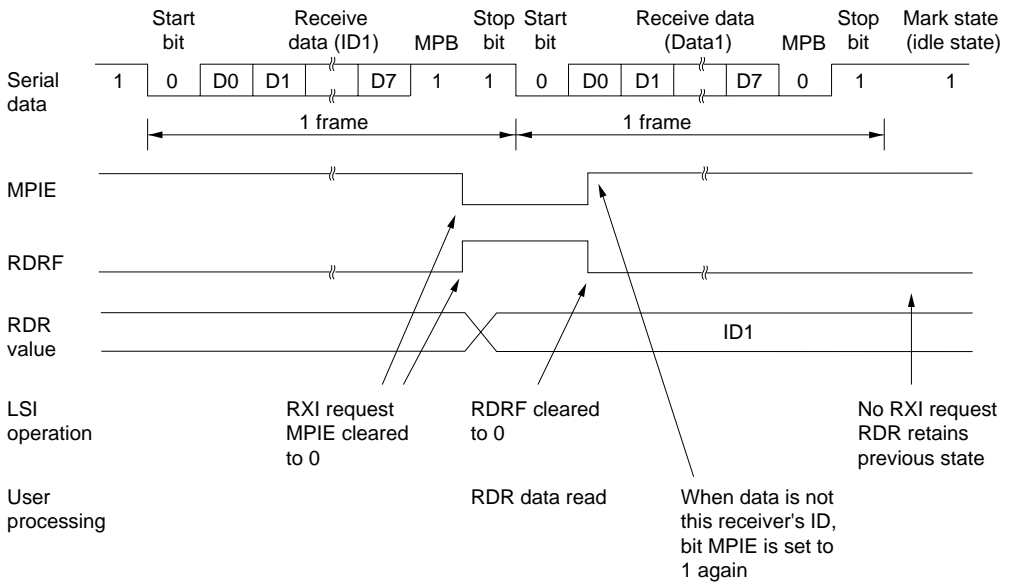 Start bit
Receive data (ID1)
MPB
Stop bit
Start bit
Receive data (Data1)
MPB
Stop bit
Mark state (idle state)
Serial data
1 0 D0 D1 D7 1 1 0 D0 D1 D7 0 1 1
1 frame
1 frame
MPIE
RDRF
RDR value
ID1
LSI operation
RXI request
MPIE cleared
to 0
RDRF cleared
to 0
No RXI request
RDR retains
previous state
User processing
RDR data read
When data is not
this receiver's ID,
bit MPIE is set to
1 again